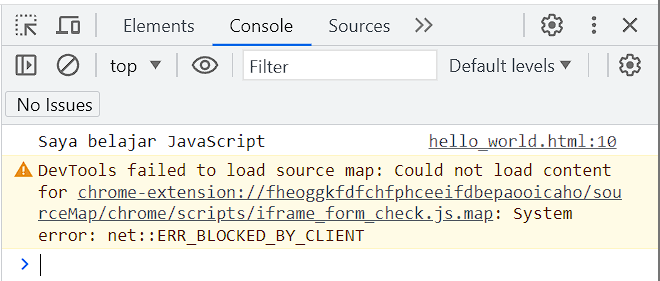 Elements Console Sources
top Filter Default levels
No Issues
Saya belajar JavaScript hello_world.html:10
DevTools failed to load source map: Could not load content
for chrome-extension://fheoggkfdfchfphceeifdbepaooicaho/sou
rceMap/chrome/scripts/iframe_form_check.js.map: System
error: net::ERR_BLOCKED_BY_CLIENT